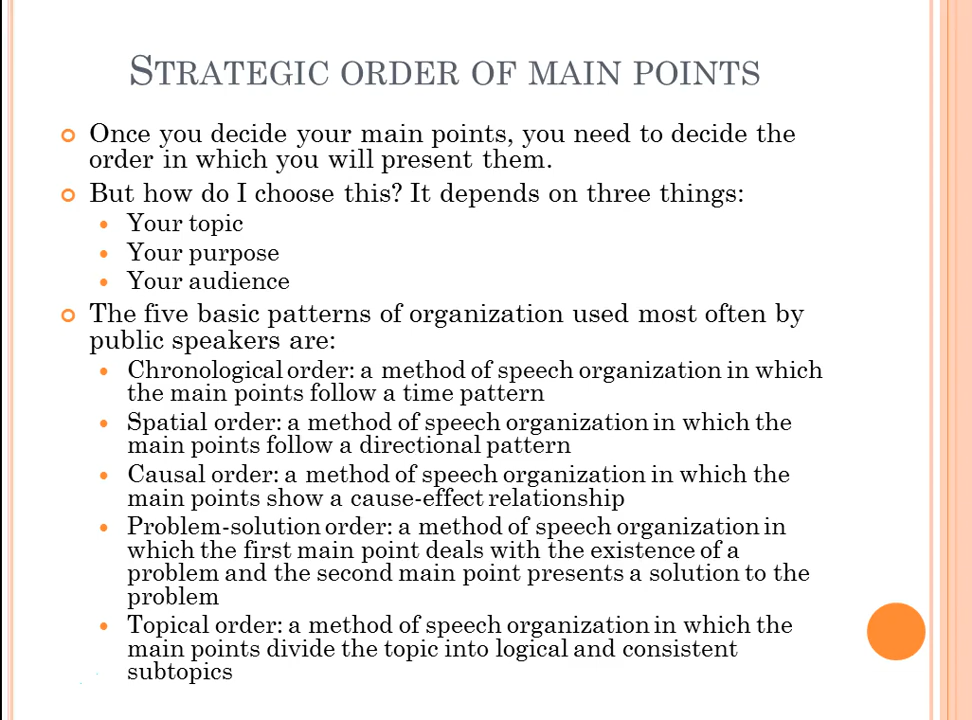 STRATEGIC ORDER OF MAIN POINTS
Once you decide your main points, you need to decide the
order in which you will present them.
But how do I choose this? It depends on three things:
Your topic
Your purpose
Your audience
The five basic patterns of organization used most often by
public speakers are:
Chronological order: a method of speech organization in which
the main points follow a time pattern
Spatial order: a method of speech organization in which the
main points follow a directional pattern
Causal order: a method of speech organization in which the
main points show a cause-effect relationship
Problem-solution order: a method of speech organization in
which the first main point deals with the existence of a
problem and the second main point presents a solution to the
problem
Topical order: a method of speech organization in which the
main points divide the topic into logical and consistent
subtopics